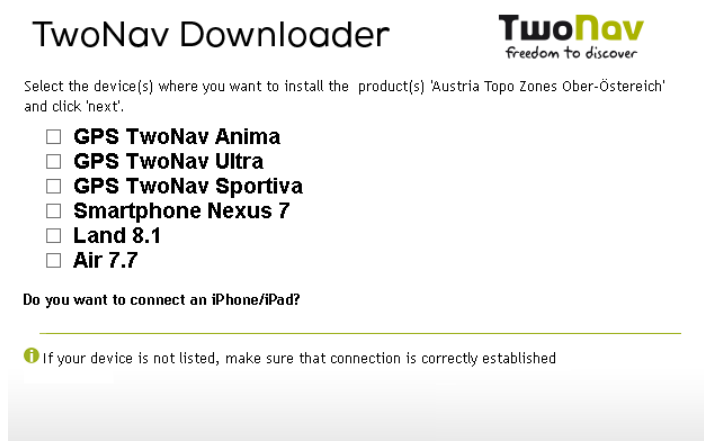 TwoNav Downloader
TwoNav
freedom to discover
Select the device(s) where you want to install the product(s) 'Austria Topo Zones Ober-Östereich'
and click 'next'.
GPS TwoNav Anima
GPS TwoNav Ultra
GPS TwoNav Sportiva
Smartphone Nexus 7
Land 8.1
Air 7.7
Do you want to connect an iPhone/iPad?
If your device is not listed, make sure that connection is correctly established